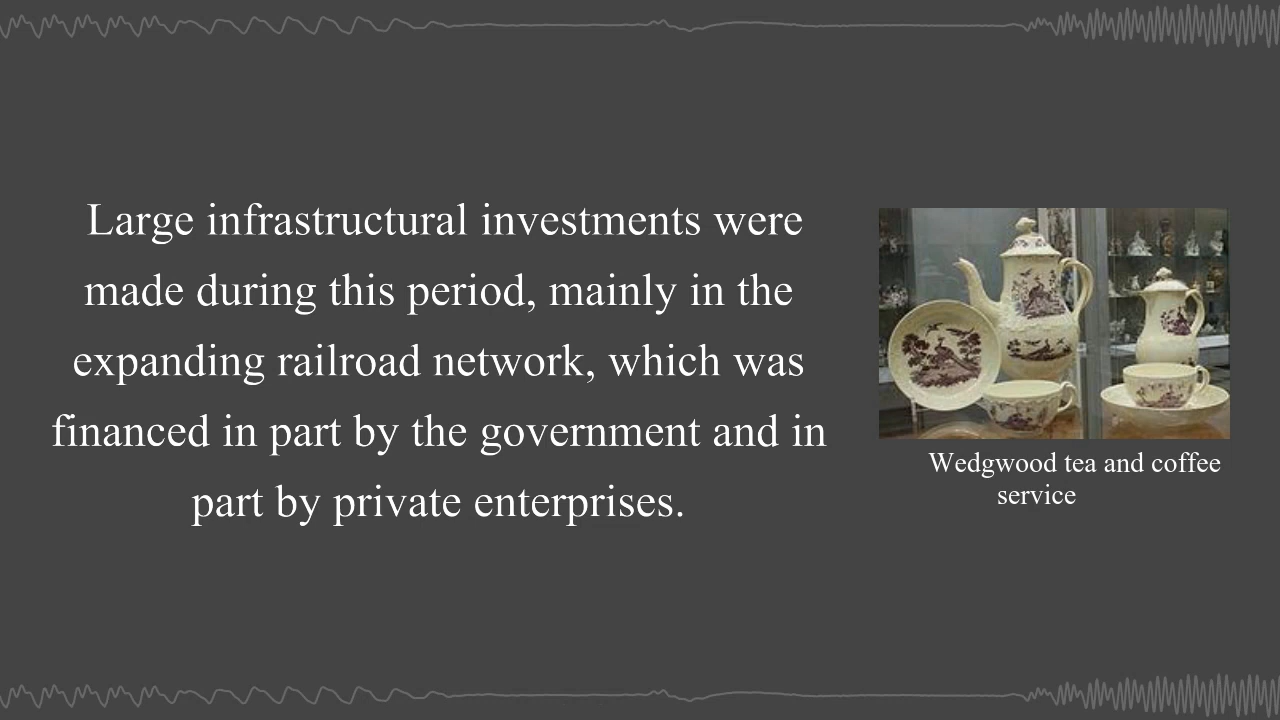 Large infrastructural investments were
made during this period, mainly in the
expanding railroad network, which was
financed in part by the government and in
part by private enterprises.
Wedgwood tea and coffee
service